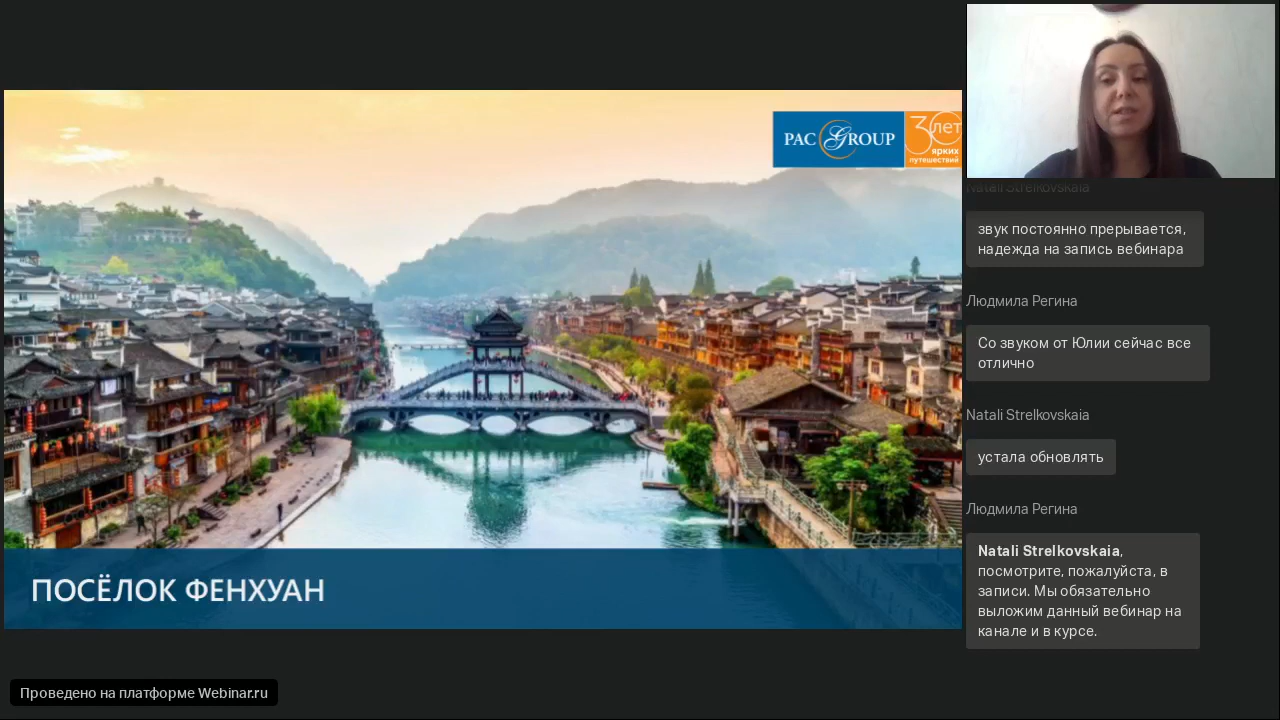 PAC GROUP
30 лет
ярких
путешествий
ПОСЁЛОК ФЕНХУАН
Проведено на платформе Webinar.ru
Natali Strelkovskaia
звук постоянно прерывается,
надежда на запись вебинара
Людмила Регина
Со звуком от Юлии сейчас все
отлично
Natali Strelkovskaia
устала обновлять
Людмила Регина
Natali Strelkovskaia,
посмотрите, пожалуйста, в
записи. Мы обязательно
выложим данный вебинар на
канале и в курсе.